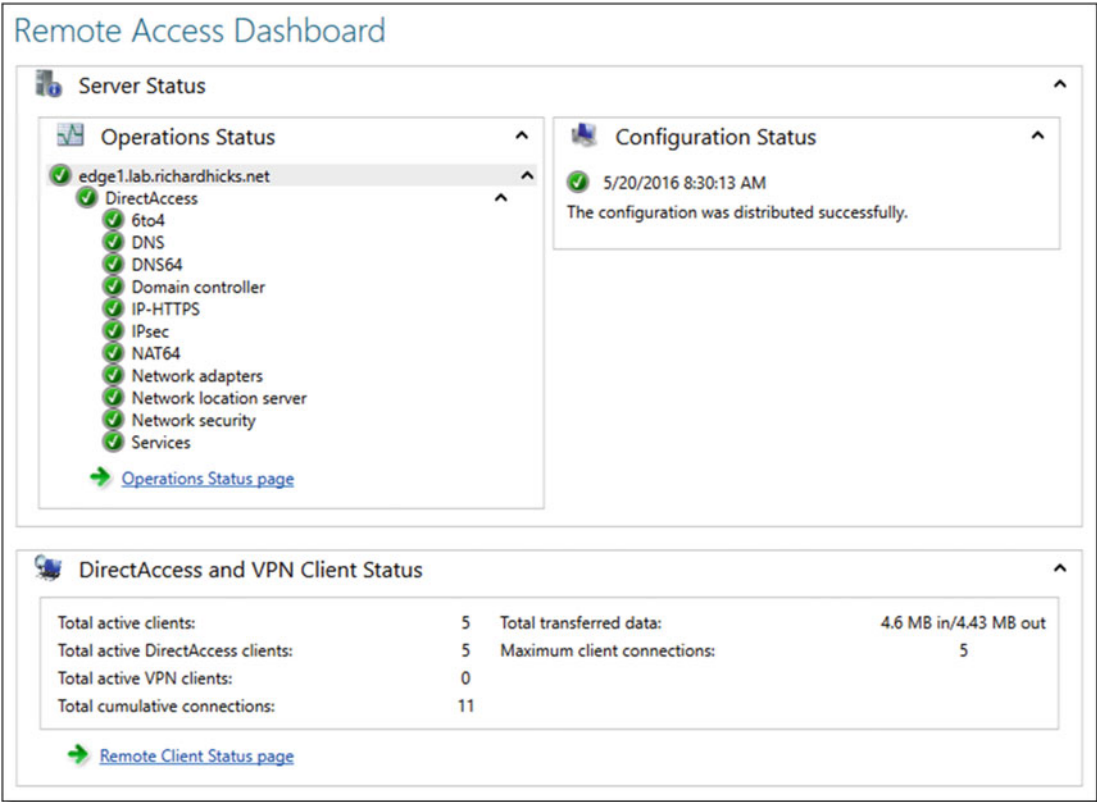 Remote Access Dashboard
Server Status
Operations Status
edge1.lab.richardhicks.net
DirectAccess
6to4
DNS
DNS64
Domain controller
IP-HTTPS
IPsec
NAT64
Network adapters
Network location server
Network security
Services
Operations Status page
Configuration Status
5/20/2016 8:30:13 AM
The configuration was distributed successfully.
DirectAccess and VPN Client Status
Total active clients: 5 Total transferred data: 4.6 MB in/4.43 MB out
Total active DirectAccess clients: 5 Maximum client connections: 5
Total active VPN clients: 0
Total cumulative connections: 11
Remote Client Status page